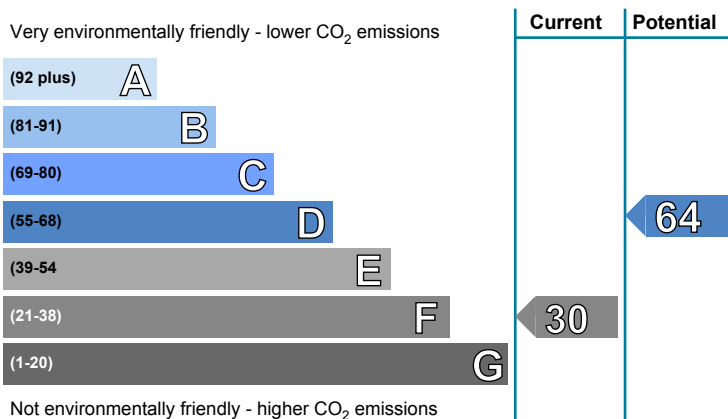 Very environmentally friendly - lower CO2 emissions
Current
Potential
(92 plus) A
(81-91) B
(69-80) C
(55-68) D
64
(39-54 E
(21-38) F
30
(1-20) G
Not environmentally friendly - higher CO2 emissions